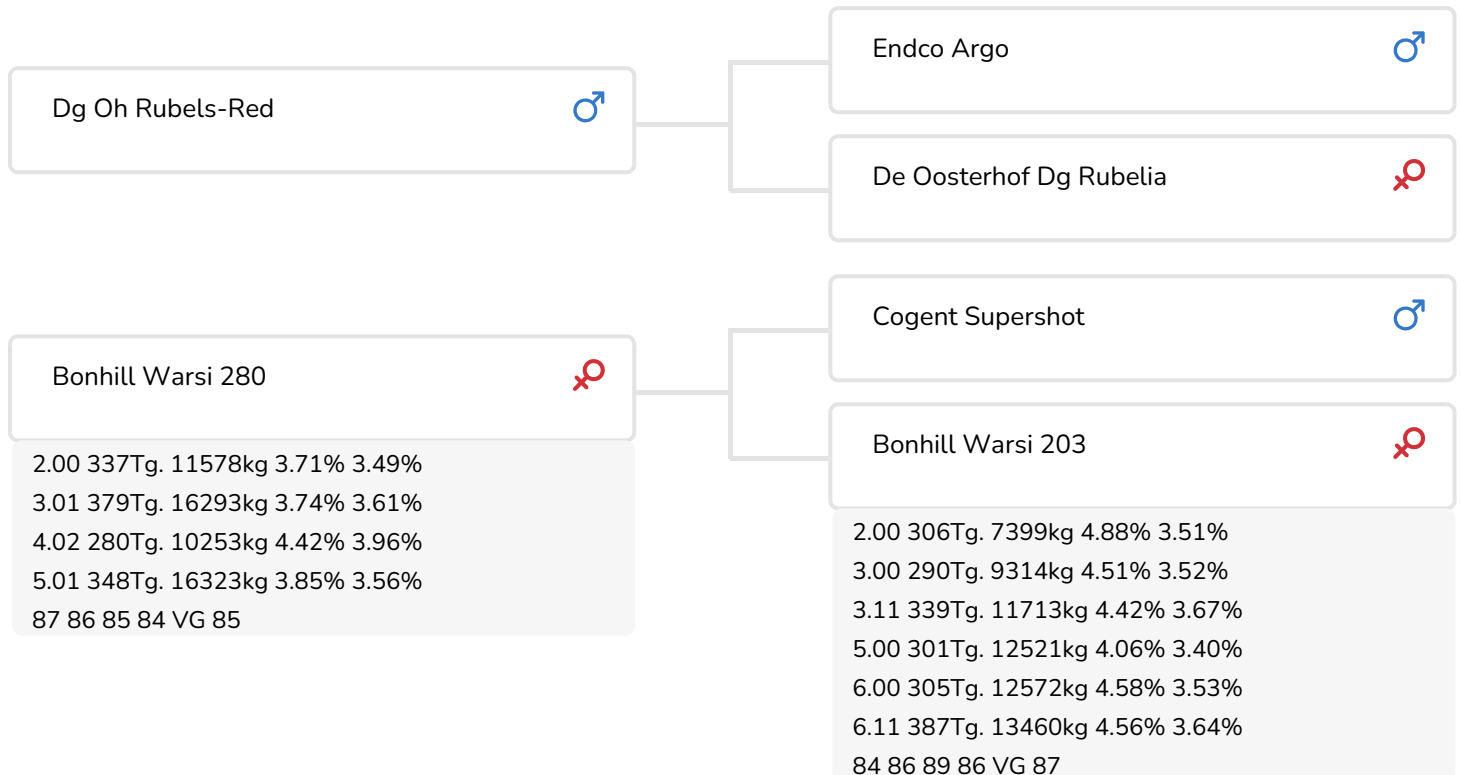 Dg Oh Rubels-Red
Endco Argo
De Oosterhof Dg Rubelia
Bonhill Warsi 280
2.00 337Tg. 11578kg 3.71% 3.49%
3.01 379Tg. 16293kg 3.74% 3.61%
4.02 280Tg. 10253kg 4.42% 3.96%
5.01 348Tg. 16323kg 3.85% 3.56%
87 86 85 84 VG 85
Cogent Supershot
Bonhill Warsi 203
2.00 306Tg. 7399kg 4.88% 3.51%
3.00 290Tg. 9314kg 4.51% 3.52%
3.11 339Tg. 11713kg 4.42% 3.67%
5.00 301Tg. 12521kg 4.06% 3.40%
6.00 305Tg. 12572kg 4.58% 3.53%
6.11 387Tg. 13460kg 4.56% 3.64%
84 86 89 86 VG 87